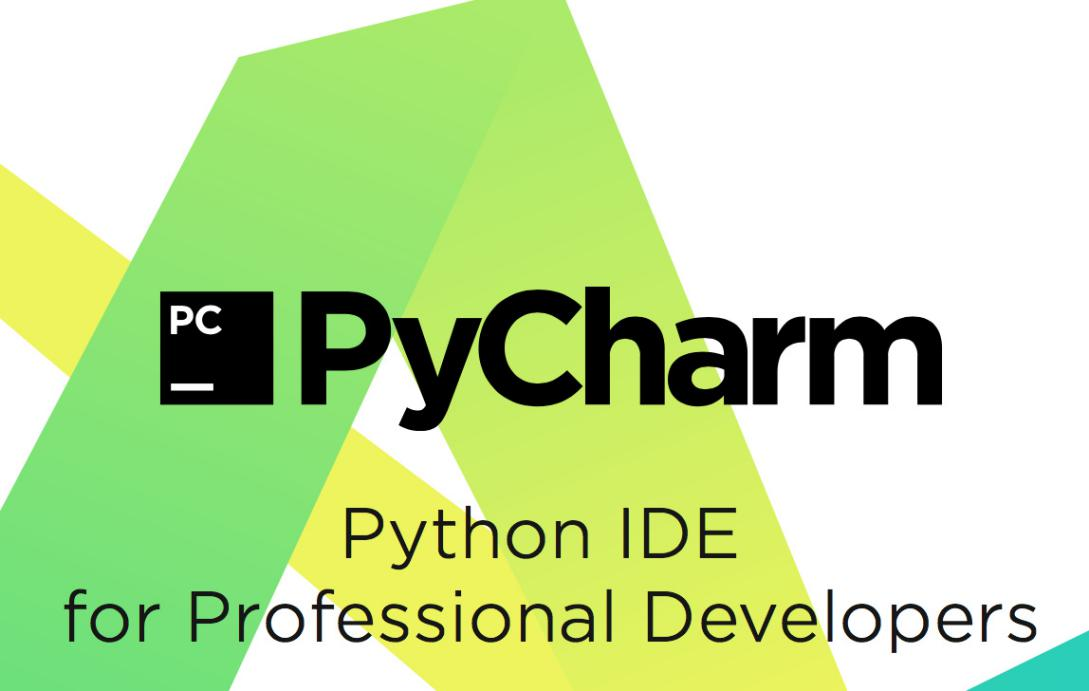 PC
PyCharm
Python IDE
for Professional Developers